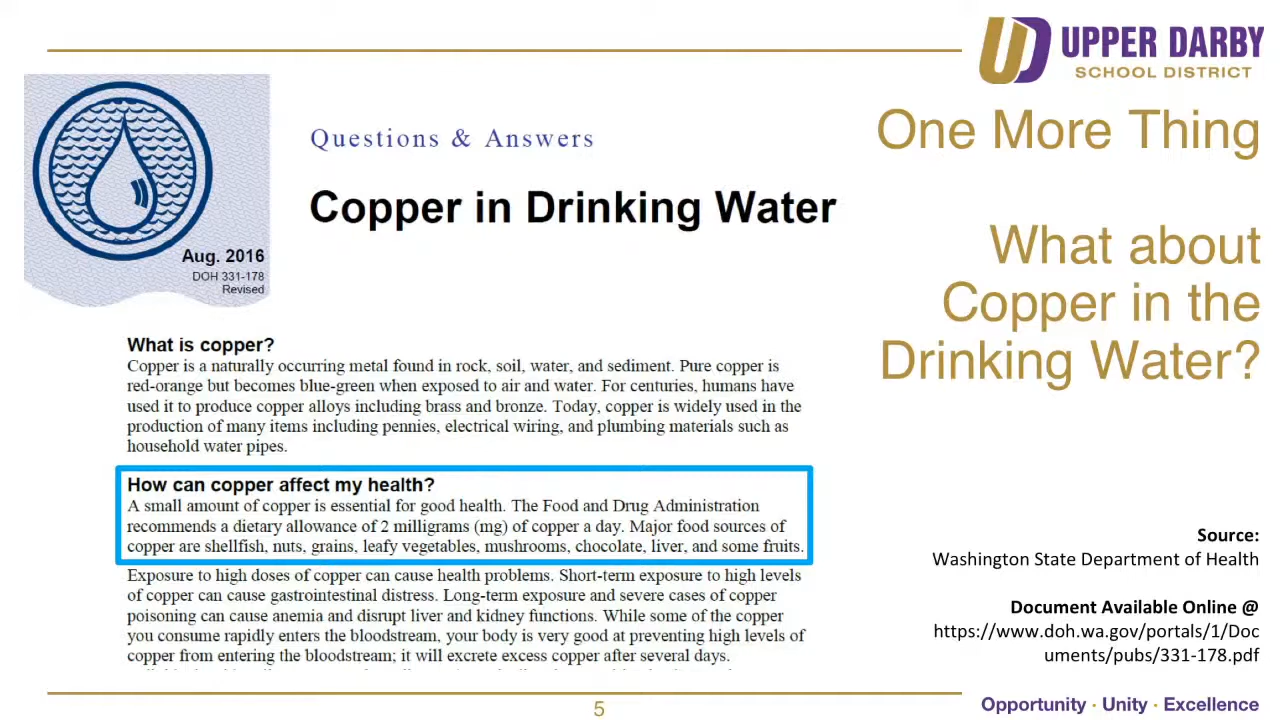 UD UPPER DARBY
SCHOOL DISTRICT
One More Thing
What about
Copper in the
Drinking Water?
Questions & Answers
Copper in Drinking Water
Aug. 2016
DOH 331-178
Revised
What is copper?
Copper is a naturally occurring metal found in rock, soil, water, and sediment. Pure copper is
red-orange but becomes blue-green when exposed to air and water. For centuries, humans have
used it to produce copper alloys including brass and bronze. Today, copper is widely used in the
production of many items including pennies, electrical wiring, and plumbing materials such as
household water pipes.
How can copper affect my health?
A small amount of copper is essential for good health. The Food and Drug Administration
recommends a dietary allowance of 2 milligrams (mg) of copper a day. Major food sources of
copper are shellfish, nuts, grains, leafy vegetables, mushrooms, chocolate, liver, and some fruits.
Exposure to high doses of copper can cause health problems. Short-term exposure to high levels
of copper can cause gastrointestinal distress. Long-term exposure and severe cases of copper
poisoning can cause anemia and disrupt liver and kidney functions. While some of the copper
you consume rapidly enters the bloodstream, your body is very good at preventing high levels of
copper from entering the bloodstream; it will excrete excess copper after several days.
Source:
Washington State Department of Health
Document Available Online @
https://www.doh.wa.gov/portals/1/Doc
uments/pubs/331-178.pdf
5
Opportunity · Unity · Excellence